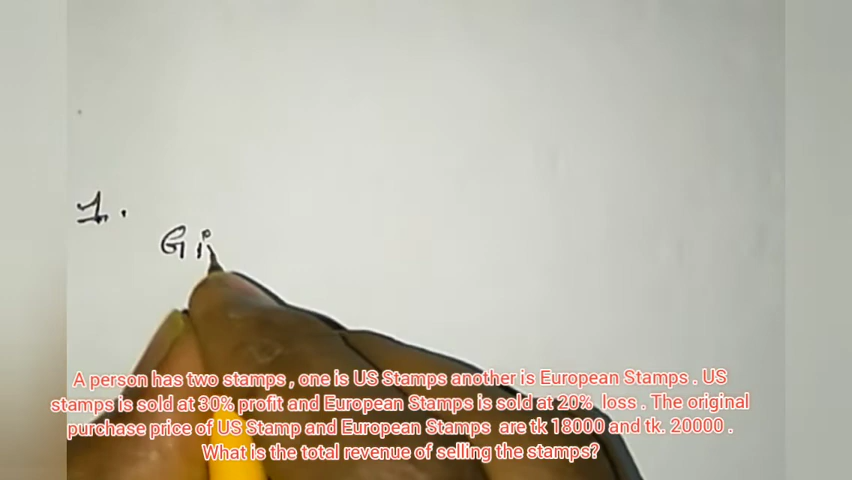 1.
Gi
A person has two stamps , one is US Stamps another is European Stamps . US
stamps is sold at 30% profit and European Stamps is sold at 20% loss . The original
purchase price of US Stamp and European Stamps are tk 18000 and tk. 20000 .
What is the total revenue of selling the stamps?